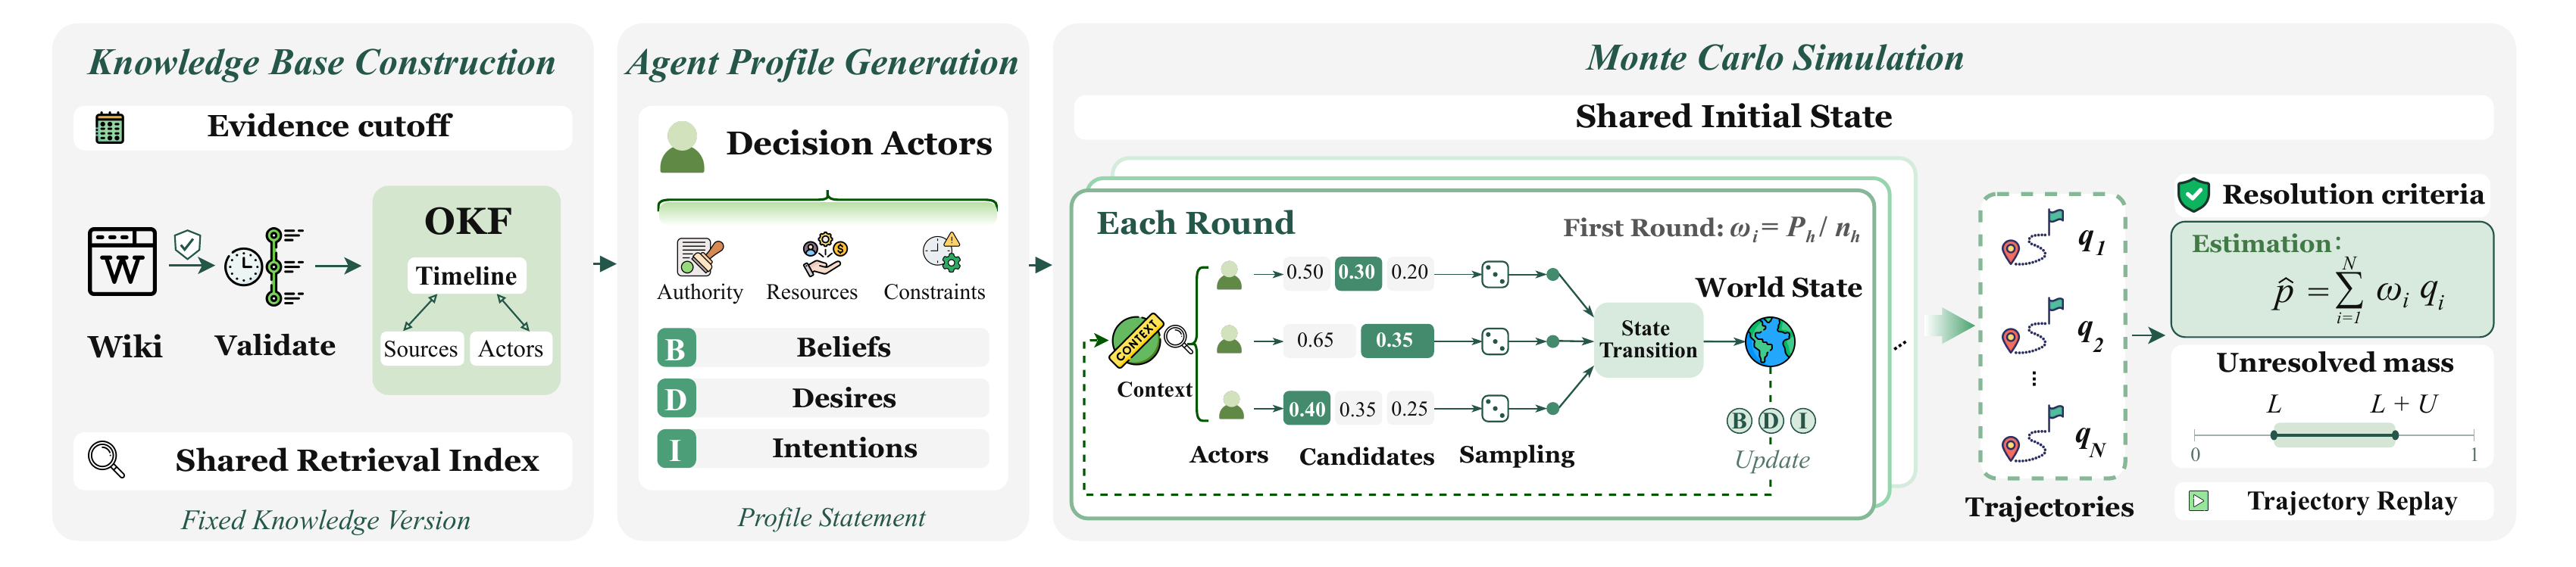 Knowledge Base Construction
Evidence cutoff
W
Wiki
Validate
OKF
Timeline
Sources
Actors
Shared Retrieval Index
Fixed Knowledge Version
Agent Profile Generation
Decision Actors
Authority
Resources
Constraints
B Beliefs
D Desires
I Intentions
Profile Statement
Monte Carlo Simulation
Shared Initial State
Each Round
First Round: ω_i = P_h / n_h
CONTEXT
Context
0.50 0.30 0.20
0.65 0.35
0.40 0.35 0.25
Actors
Candidates
Sampling
State
Transition
World State
B D I
Update
...
q_1
q_2
⋮
q_N
Trajectories
Resolution criteria
Estimation:
p̂ = ∑_{i=1}^{N} ω_i q_i
Unresolved mass
L L + U
0 1
Trajectory Replay